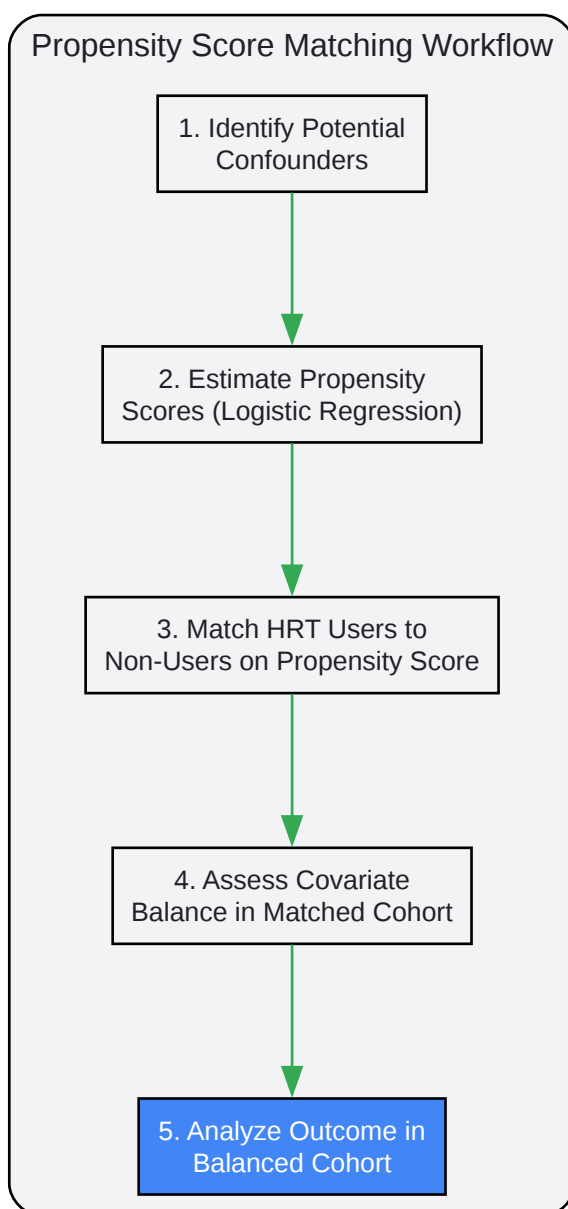 Propensity Score Matching Workflow
1. Identify Potential
Confounders
2. Estimate Propensity
Scores (Logistic Regression)
3. Match HRT Users to
Non-Users on Propensity Score
4. Assess Covariate
Balance in Matched Cohort
5. Analyze Outcome in
Balanced Cohort